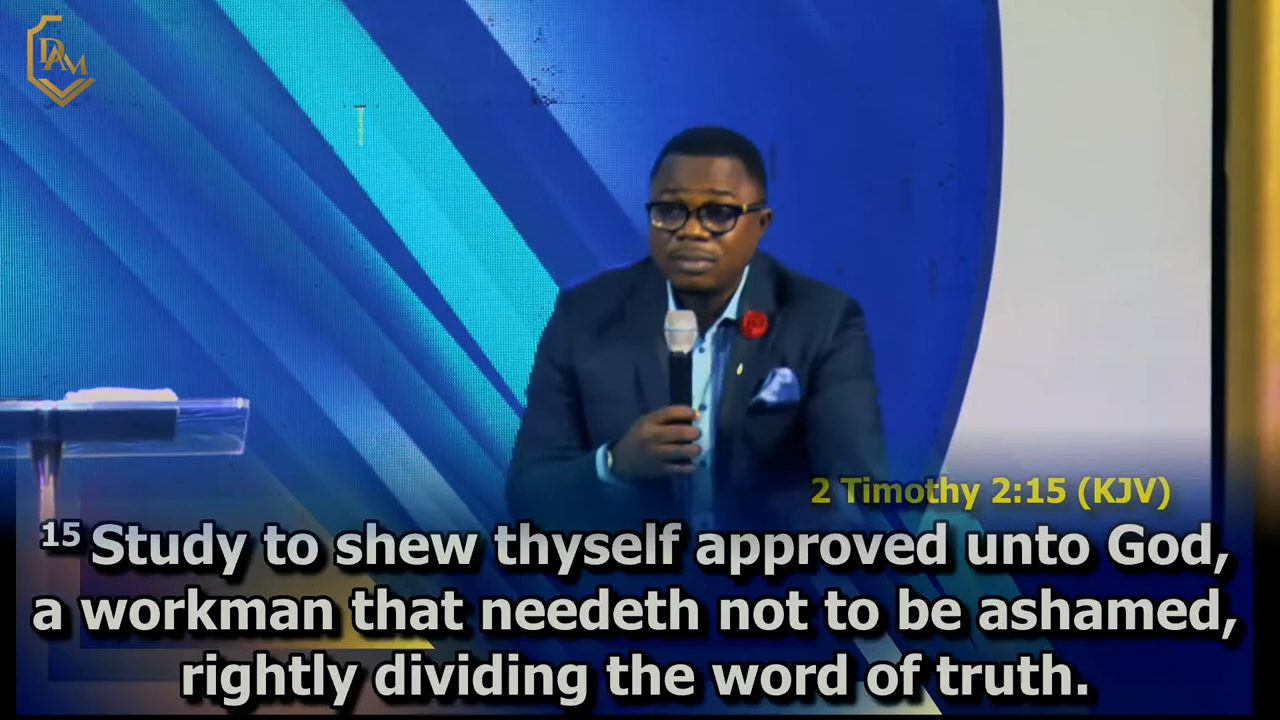 DAM
2 Timothy 2:15 (KJV)
15 Study to shew thyself approved unto God,
a workman that needeth not to be ashamed,
rightly dividing the word of truth.